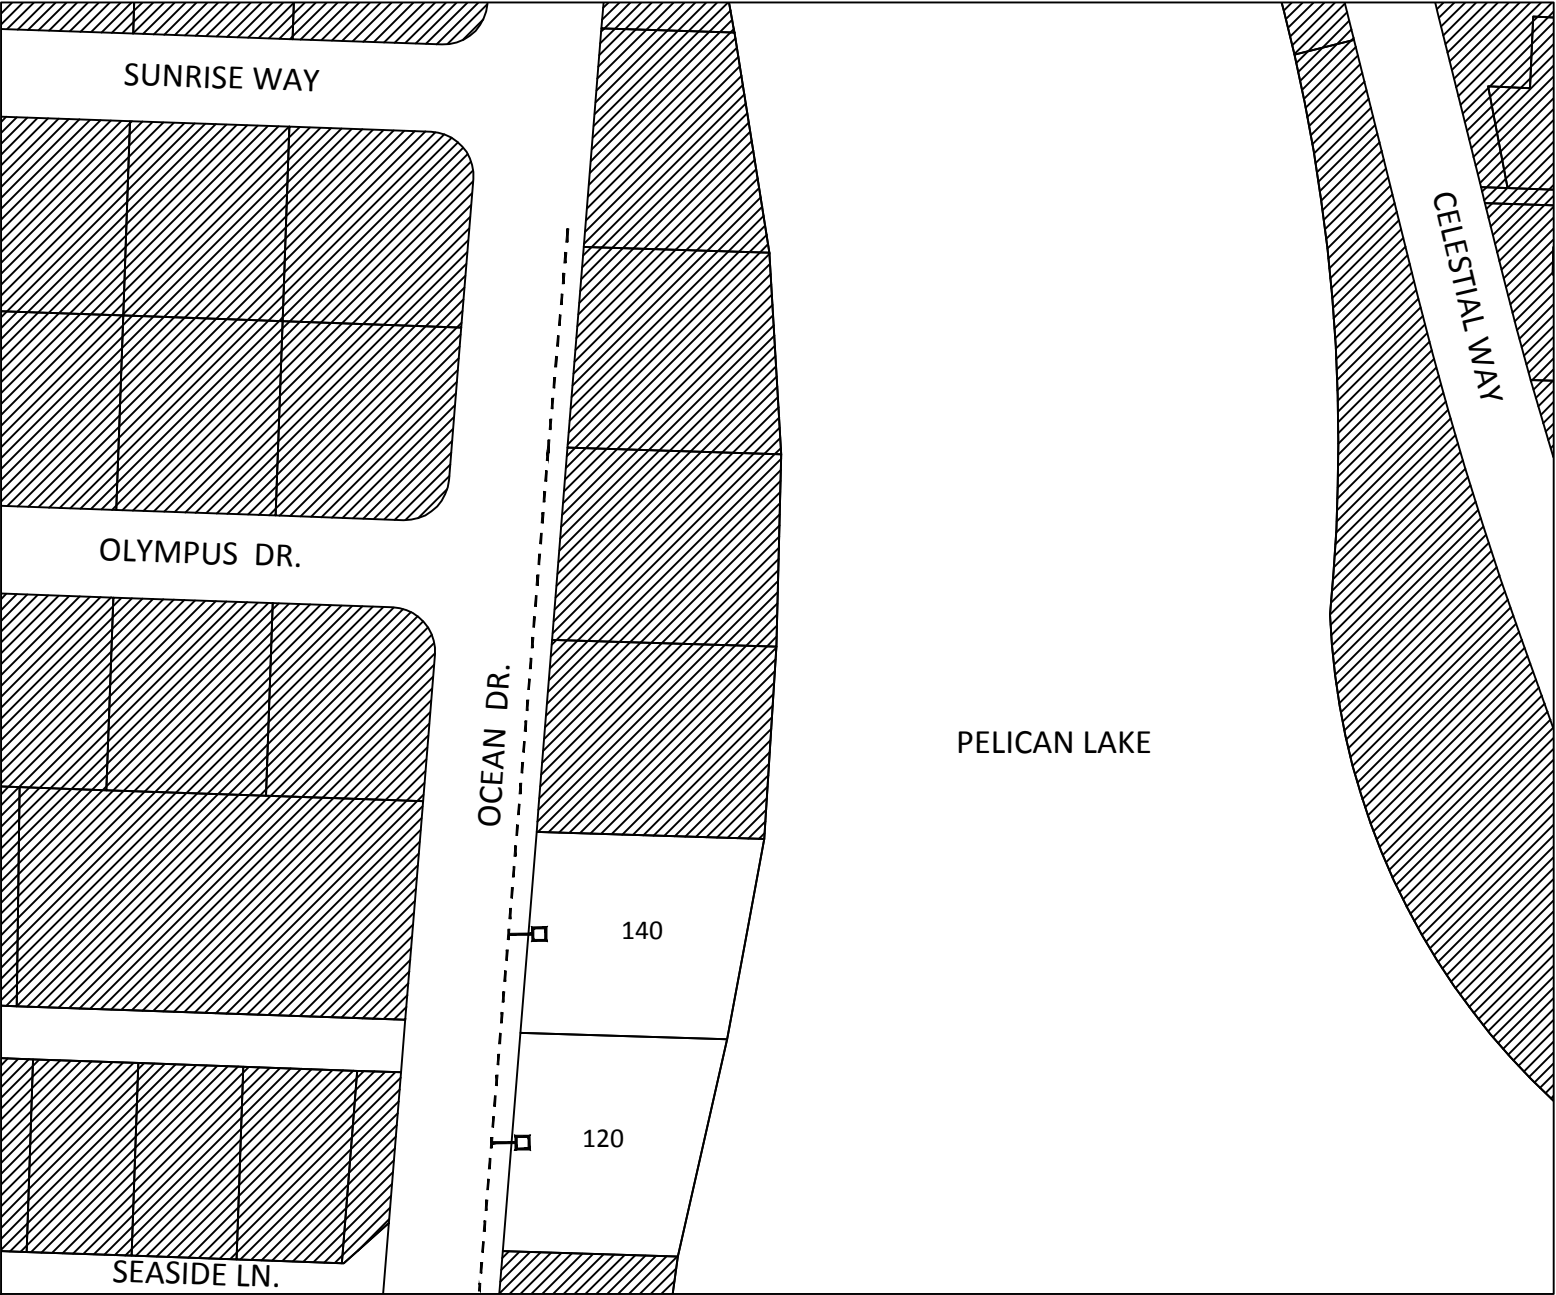 SUNRISE WAY
CELESTIAL WAY
OLYMPUS DR.
OCEAN DR.
PELICAN LAKE
140
120
SEASIDE LN.